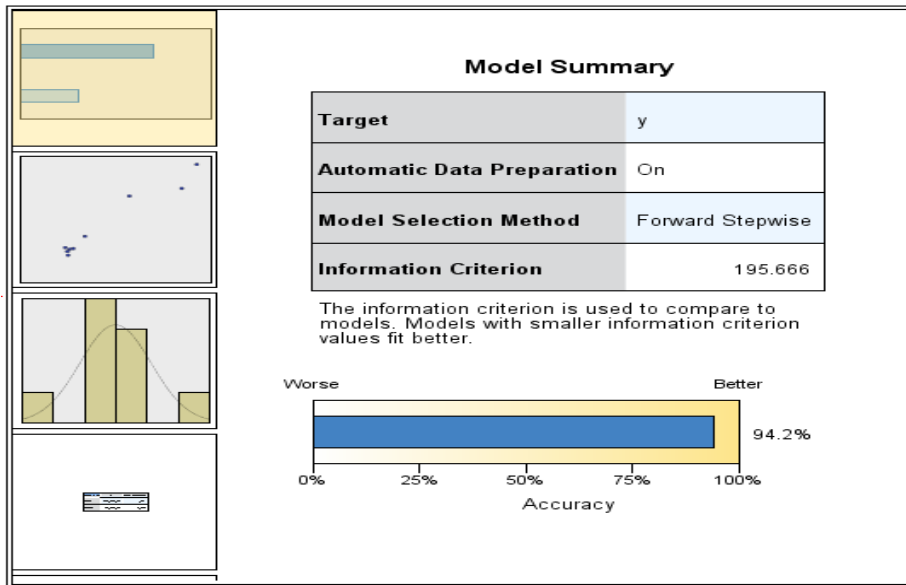 Model Summary
Target y
Automatic Data Preparation On
Model Selection Method Forward Stepwise
Information Criterion 195.666
The information criterion is used to compare to
models. Models with smaller information criterion
values fit better.
Worse Better
94.2%
0% 25% 50% 75% 100%
Accuracy